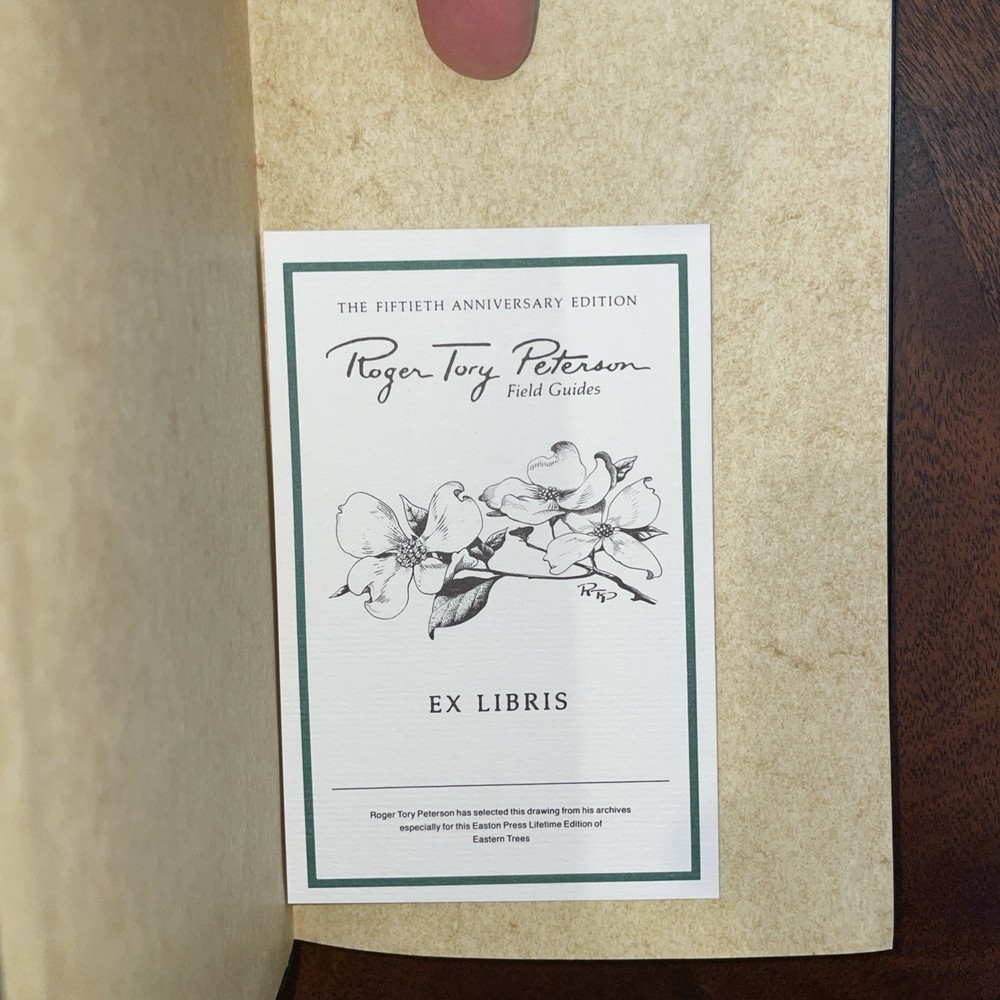 THE FIFTIETH ANNIVERSARY EDITION
Roger Tory Peterson
Field Guides
RTP
EX LIBRIS
Roger Tory Peterson has selected this drawing from his archives
especially for this Easton Press Lifetime Edition of
Eastern Trees